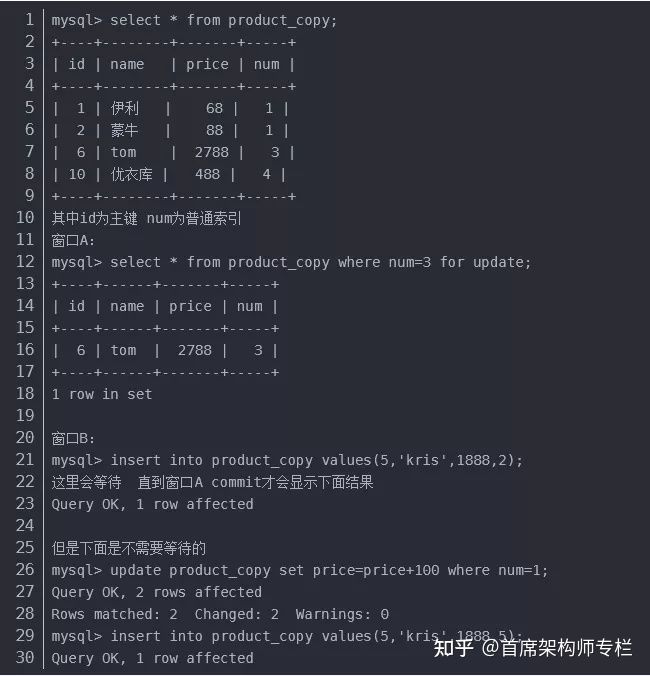 1 mysql> select * from product_copy;
2 +----+--------+-------+-----+
3 | id | name   | price | num |
4 +----+--------+-------+-----+
5 |  1 | 伊利   |    68 |   1 |
6 |  2 | 蒙牛   |    88 |   1 |
7 |  6 | tom    |  2788 |   3 |
8 | 10 | 优衣库 |   488 |   4 |
9 +----+--------+-------+-----+
10 其中id为主键 num为普通索引
11 窗口A：
12 mysql> select * from product_copy where num=3 for update;
13 +----+------+-------+-----+
14 | id | name | price | num |
15 +----+------+-------+-----+
16 |  6 | tom  |  2788 |   3 |
17 +----+------+-------+-----+
18 1 row in set
19
20 窗口B：
21 mysql> insert into product_copy values(5,'kris',1888,2);
22 这里会等待  直到窗口A commit才会显示下面结果
23 Query OK, 1 row affected
24
25 但是下面是不需要等待的
26 mysql> update product_copy set price=price+100 where num=1;
27 Query OK, 2 rows affected
28 Rows matched: 2  Changed: 2  Warnings: 0
29 mysql> insert into product_copy values(5,'kris',1888,5);
30 Query OK, 1 row affected
知乎 @首席架构师专栏